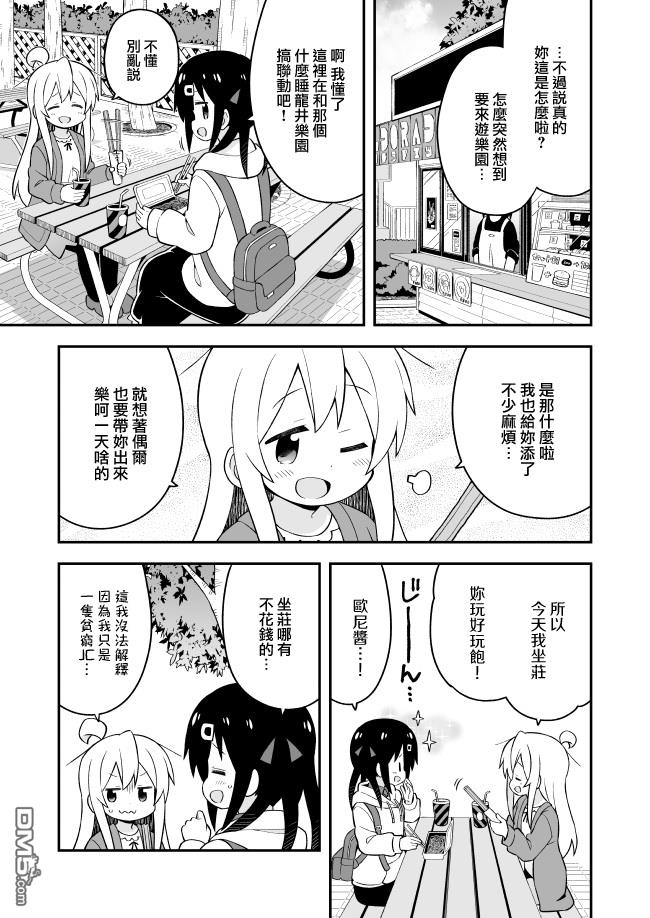 …不過說真的
妳這是怎麼啦?
怎麼突然想到
要來遊樂園…
啊 我懂了
這裡在和那個
什麼睡龍井樂園
搞聯動吧!
不懂
別亂說
是那什麼啦
我也給妳添了
不少麻煩…
就想著偶爾
也要帶妳出來
樂呵一天啥的
所以
今天我坐莊
妳玩好玩飽!
じーーん…
歐尼醬…!
坐莊哪有
不花錢的…
這我沒法解釋
因為我只是
一隻貧窮JC…
DM5.com